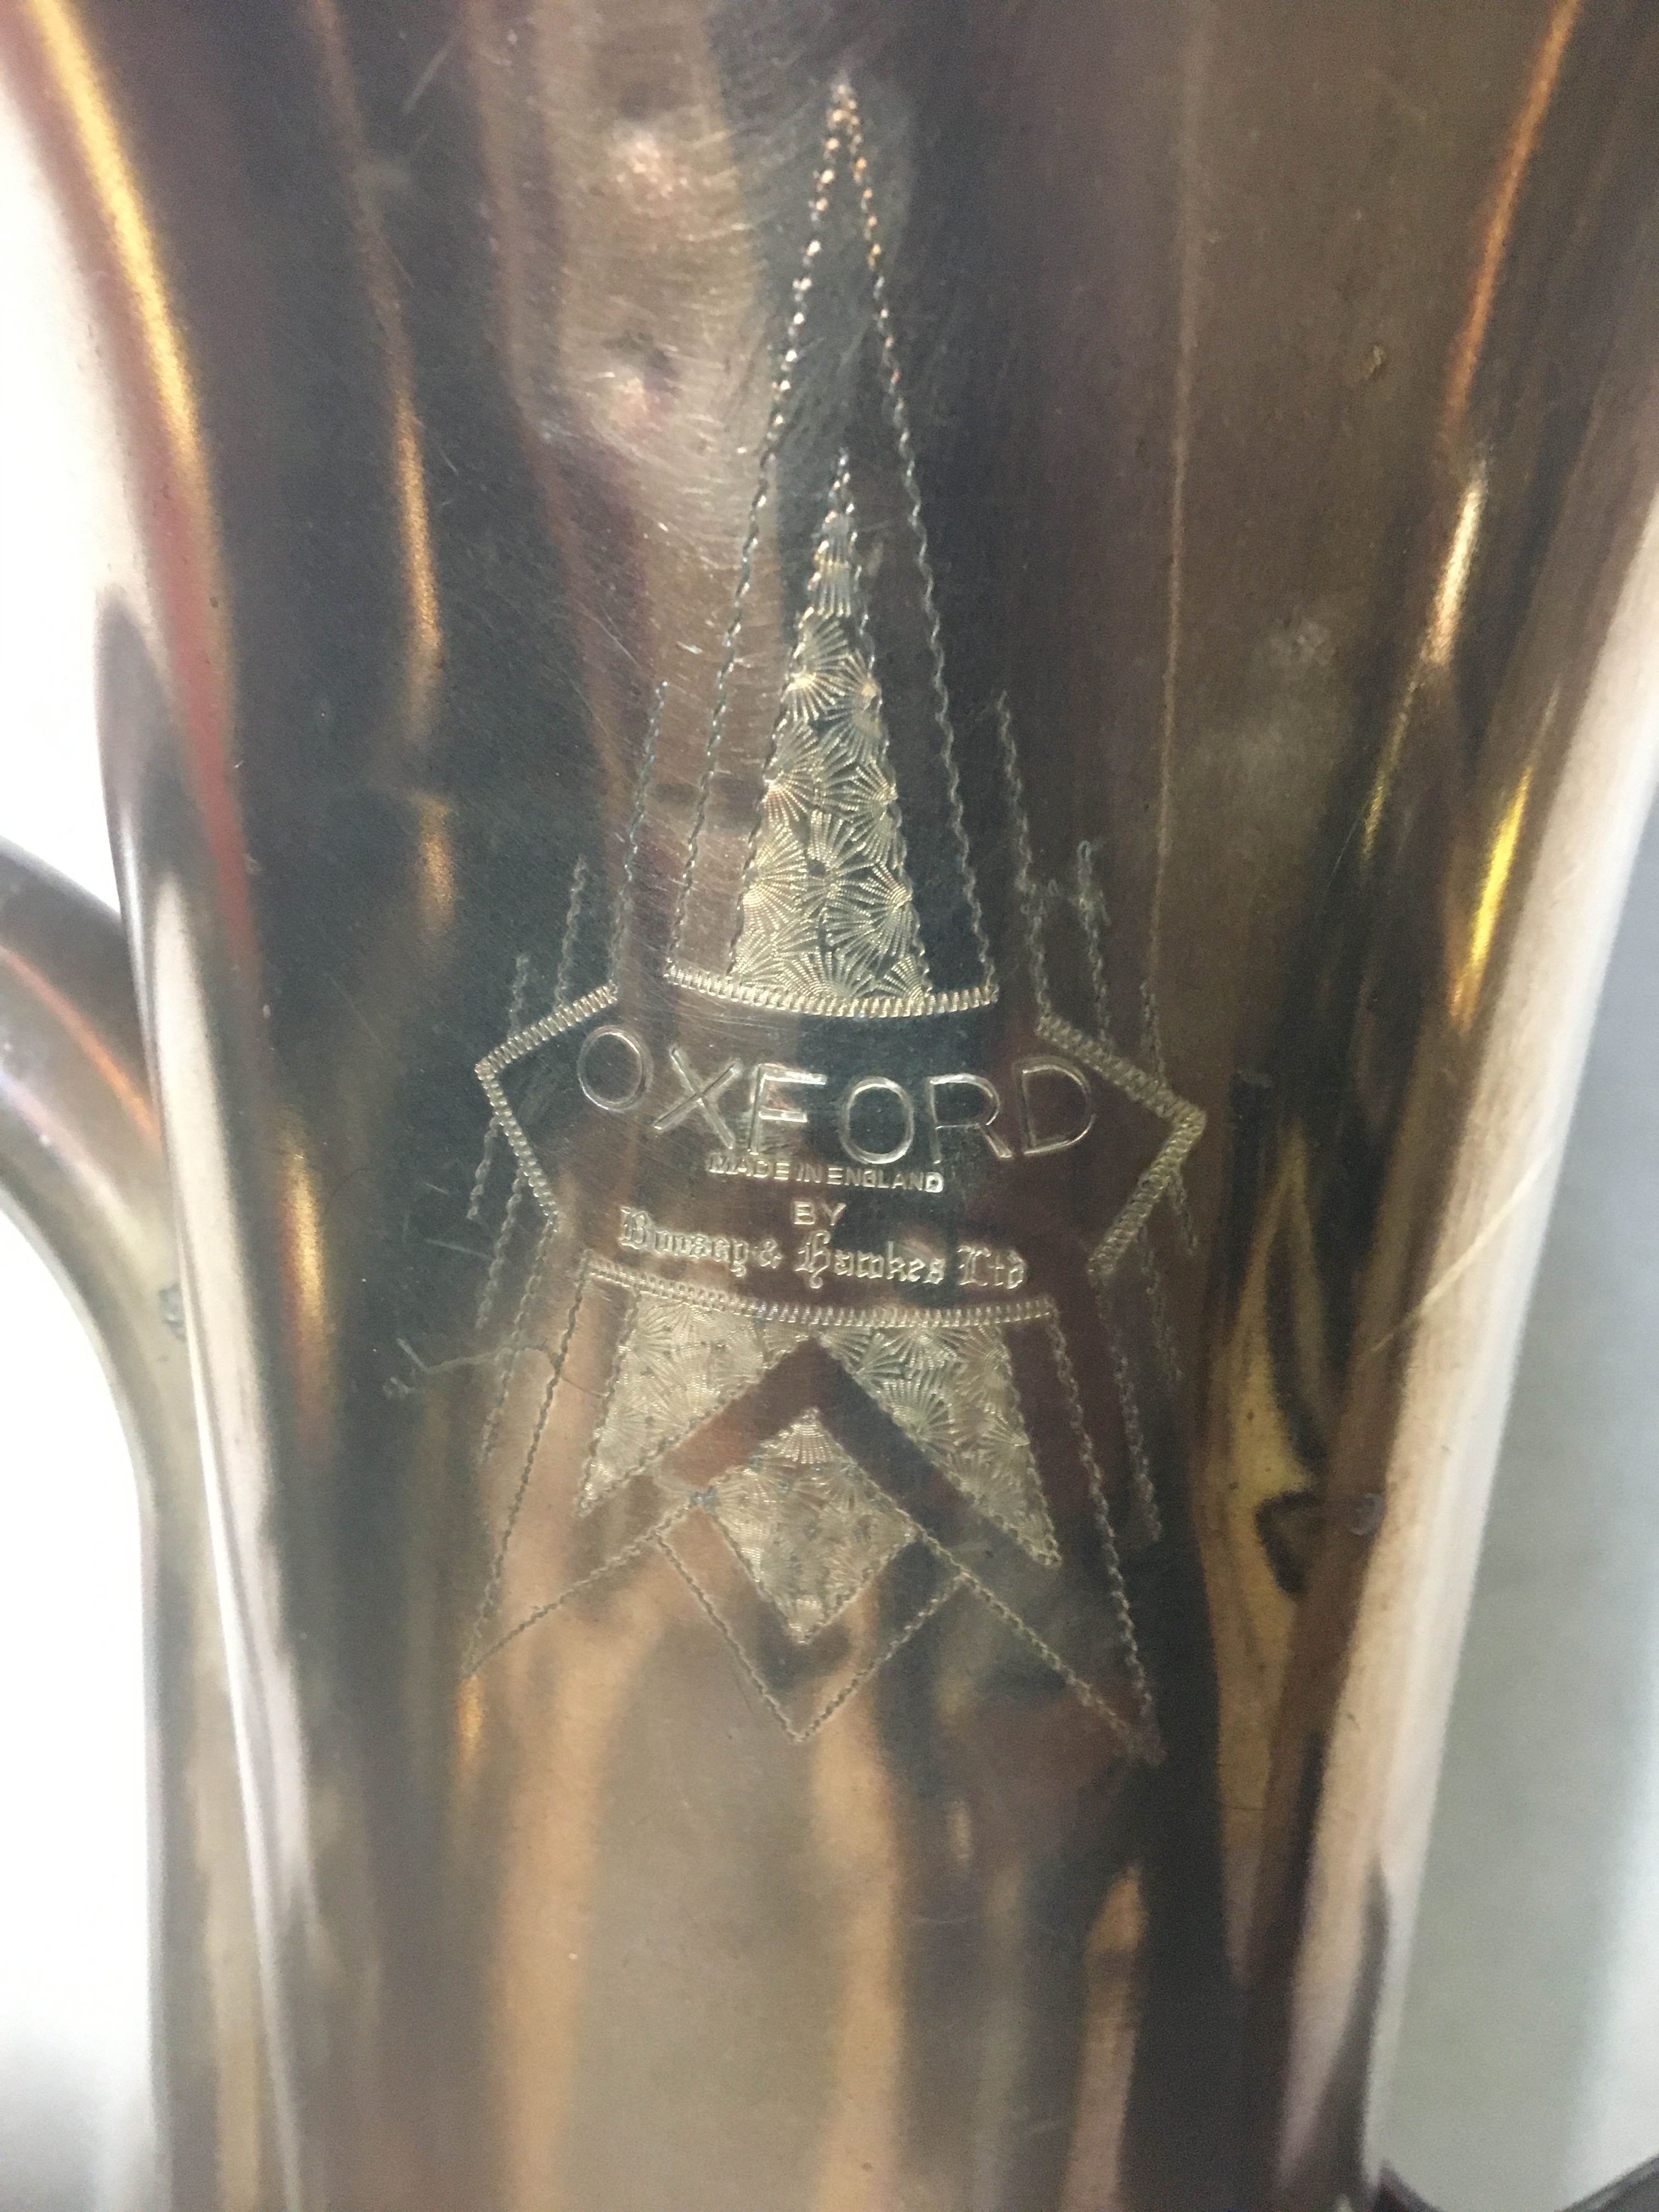 OXFORD
MADE IN ENGLAND
BY
Boosey & Hawkes Ltd